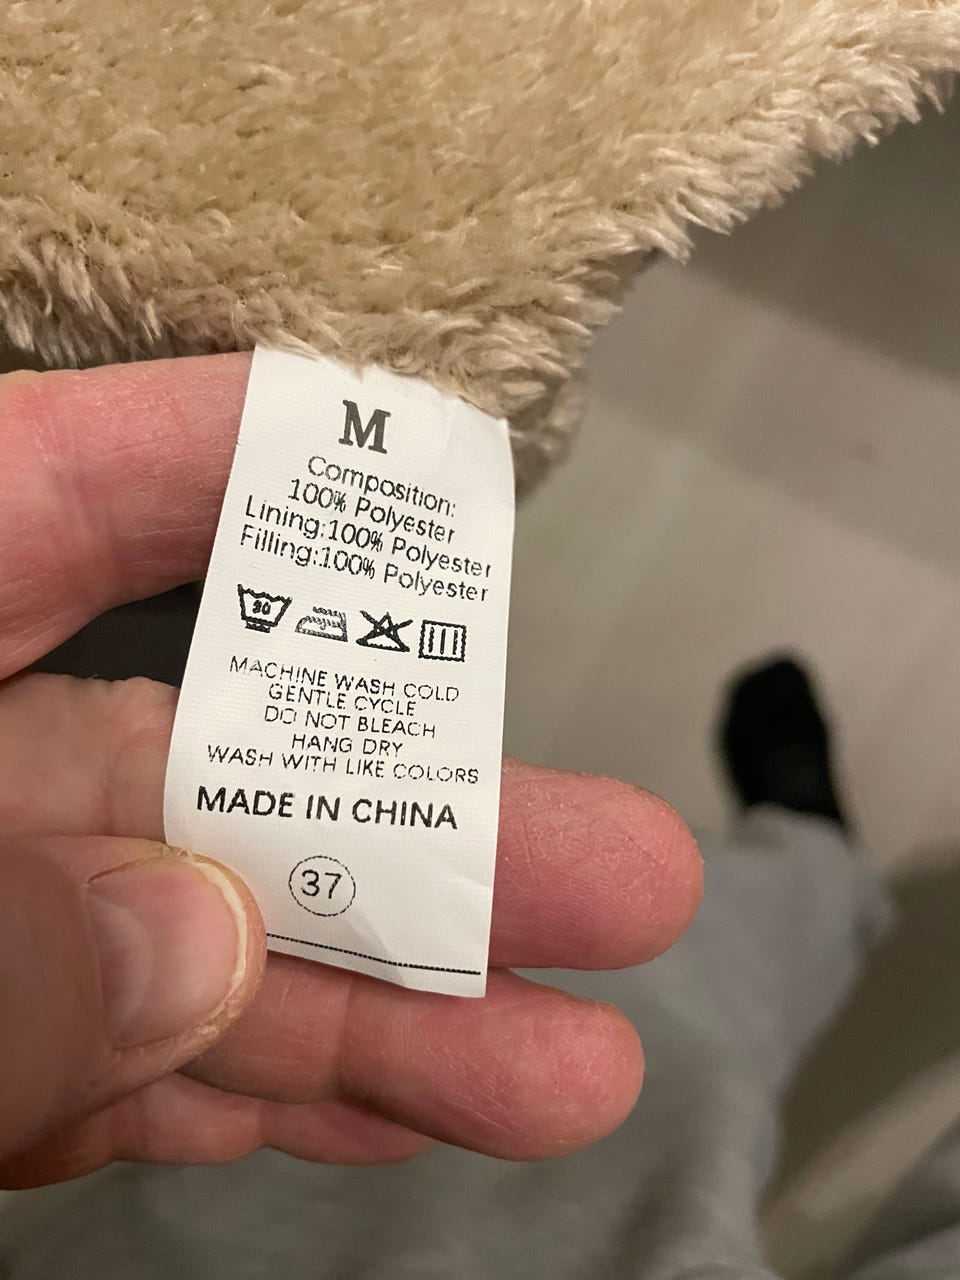 M
Composition:
100% Polyester
Lining:100% Polyester
Filling:100% Polyester
30
MACHINE WASH COLD
GENTLE CYCLE
DO NOT BLEACH
HANG DRY
WASH WITH LIKE COLORS
MADE IN CHINA
37